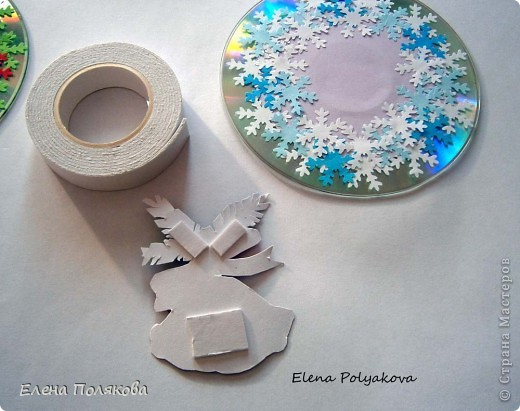 © Страна Мастеров
Елена Полякова
Elena Polyakova